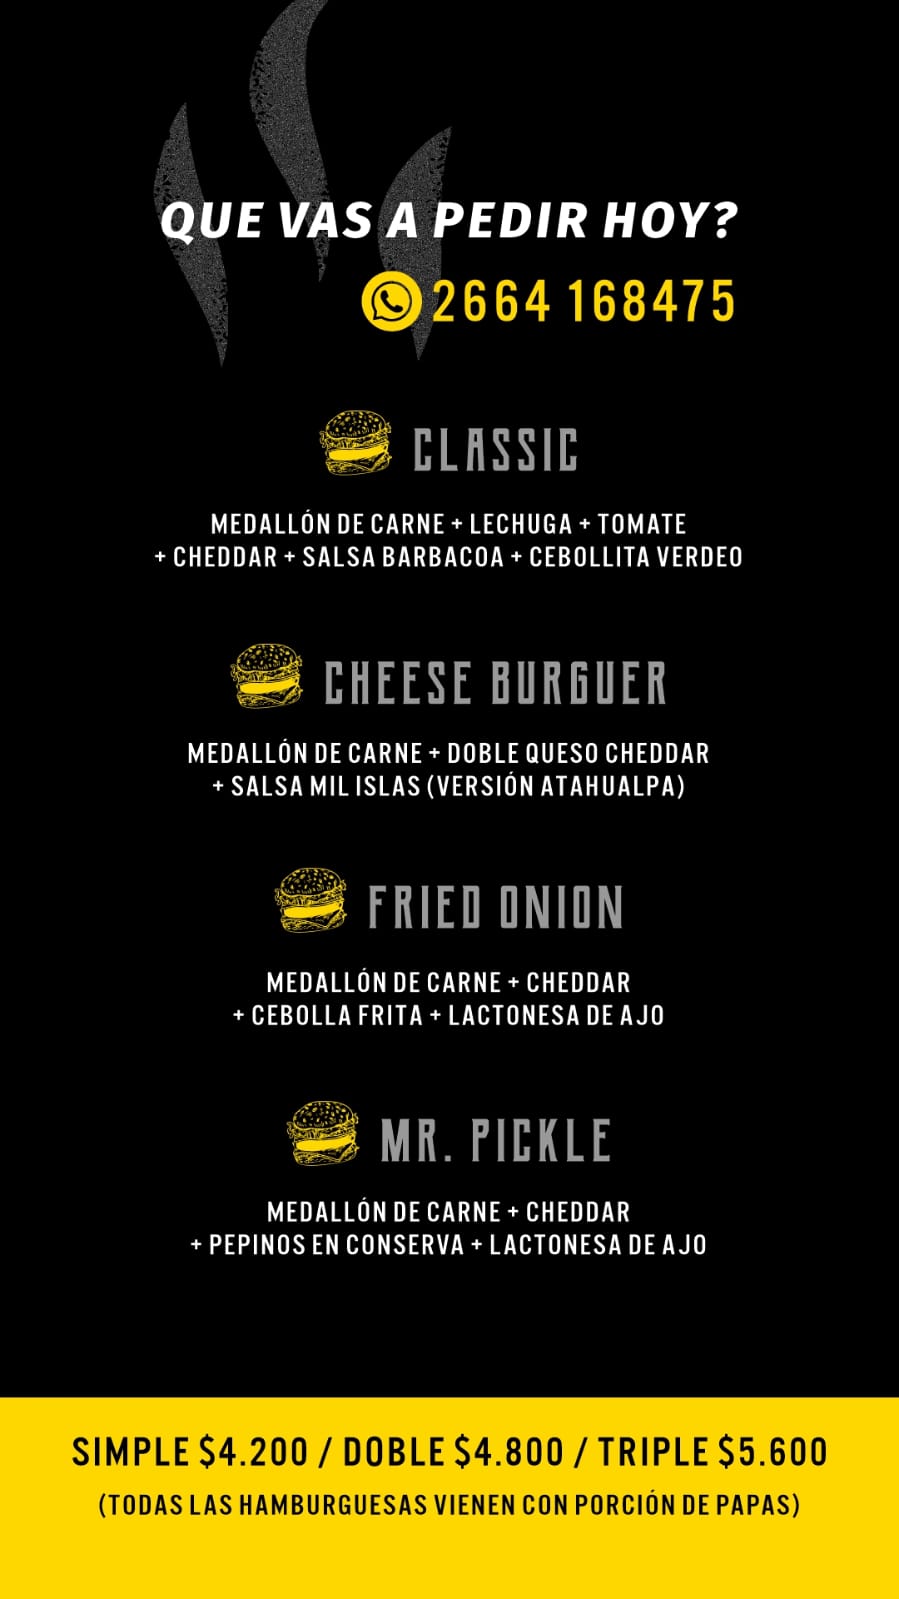 QUE VAS A PEDIR HOY?
2664 168475
CLASSIC
MEDALLÓN DE CARNE + LECHUGA + TOMATE
+ CHEDDAR + SALSA BARBACOA + CEBOLLITA VERDEO
CHEESE BURGUER
MEDALLÓN DE CARNE + DOBLE QUESO CHEDDAR
+ SALSA MIL ISLAS (VERSIÓN ATAHUALPA)
FRIED ONION
MEDALLÓN DE CARNE + CHEDDAR
+ CEBOLLA FRITA + LACTONESA DE AJO
MR. PICKLE
MEDALLÓN DE CARNE + CHEDDAR
+ PEPINOS EN CONSERVA + LACTONESA DE AJO
SIMPLE $4.200 / DOBLE $4.800 / TRIPLE $5.600
(TODAS LAS HAMBURGUESAS VIENEN CON PORCIÓN DE PAPAS)